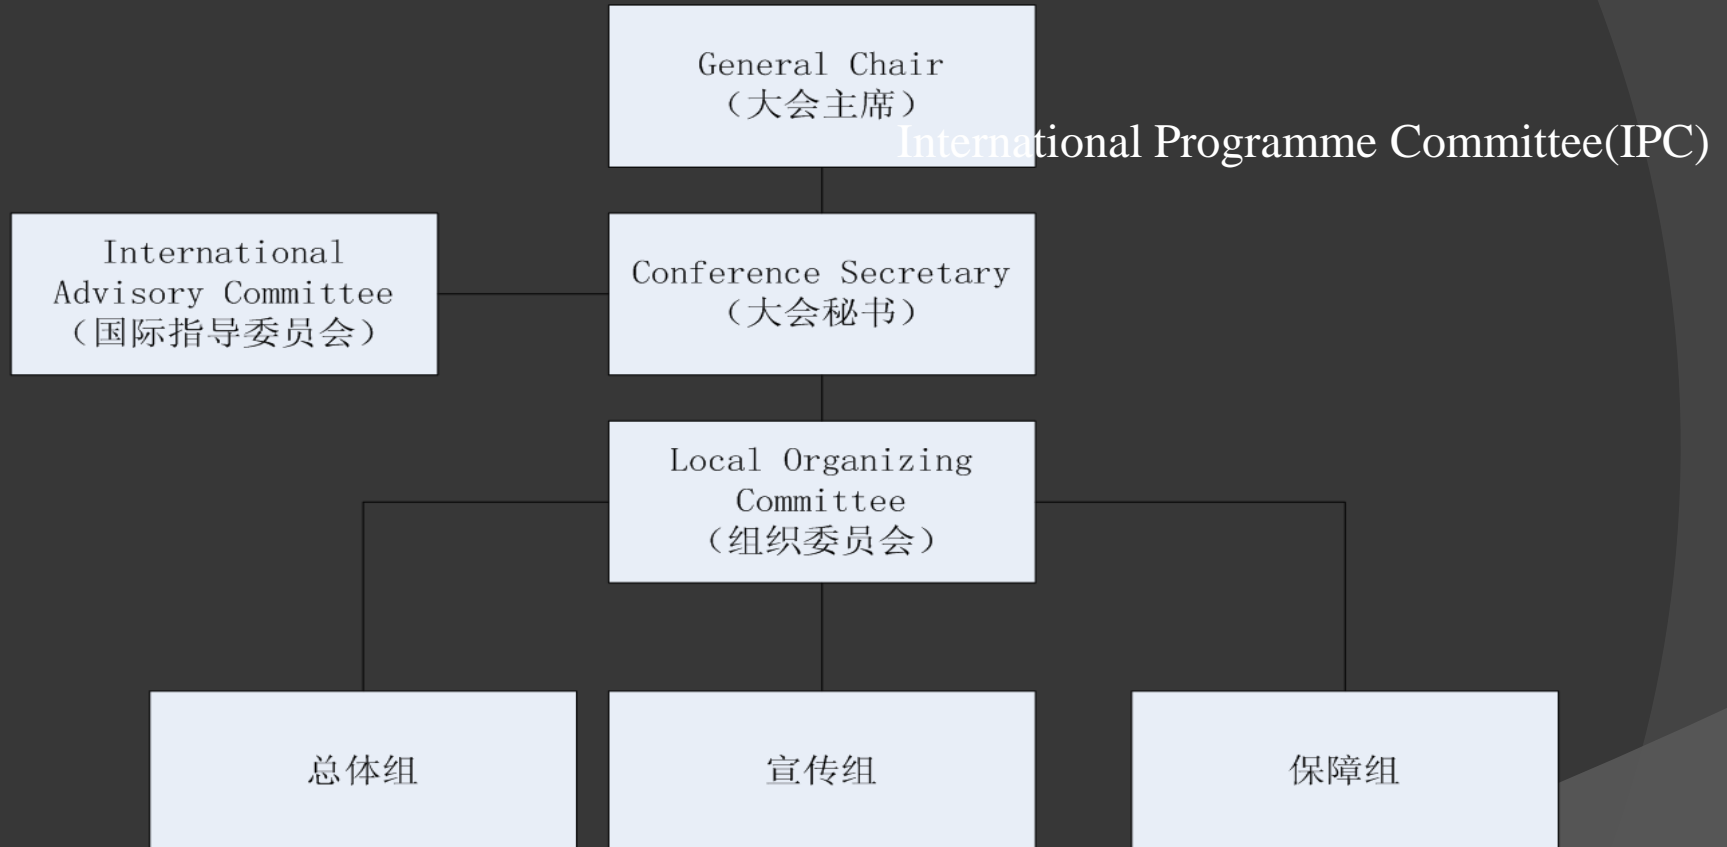 General Chair
（大会主席）
International Programme Committee(IPC)
International
Advisory Committee
（国际指导委员会）
Conference Secretary
（大会秘书）
Local Organizing
Committee
（组织委员会）
总体组
宣传组
保障组